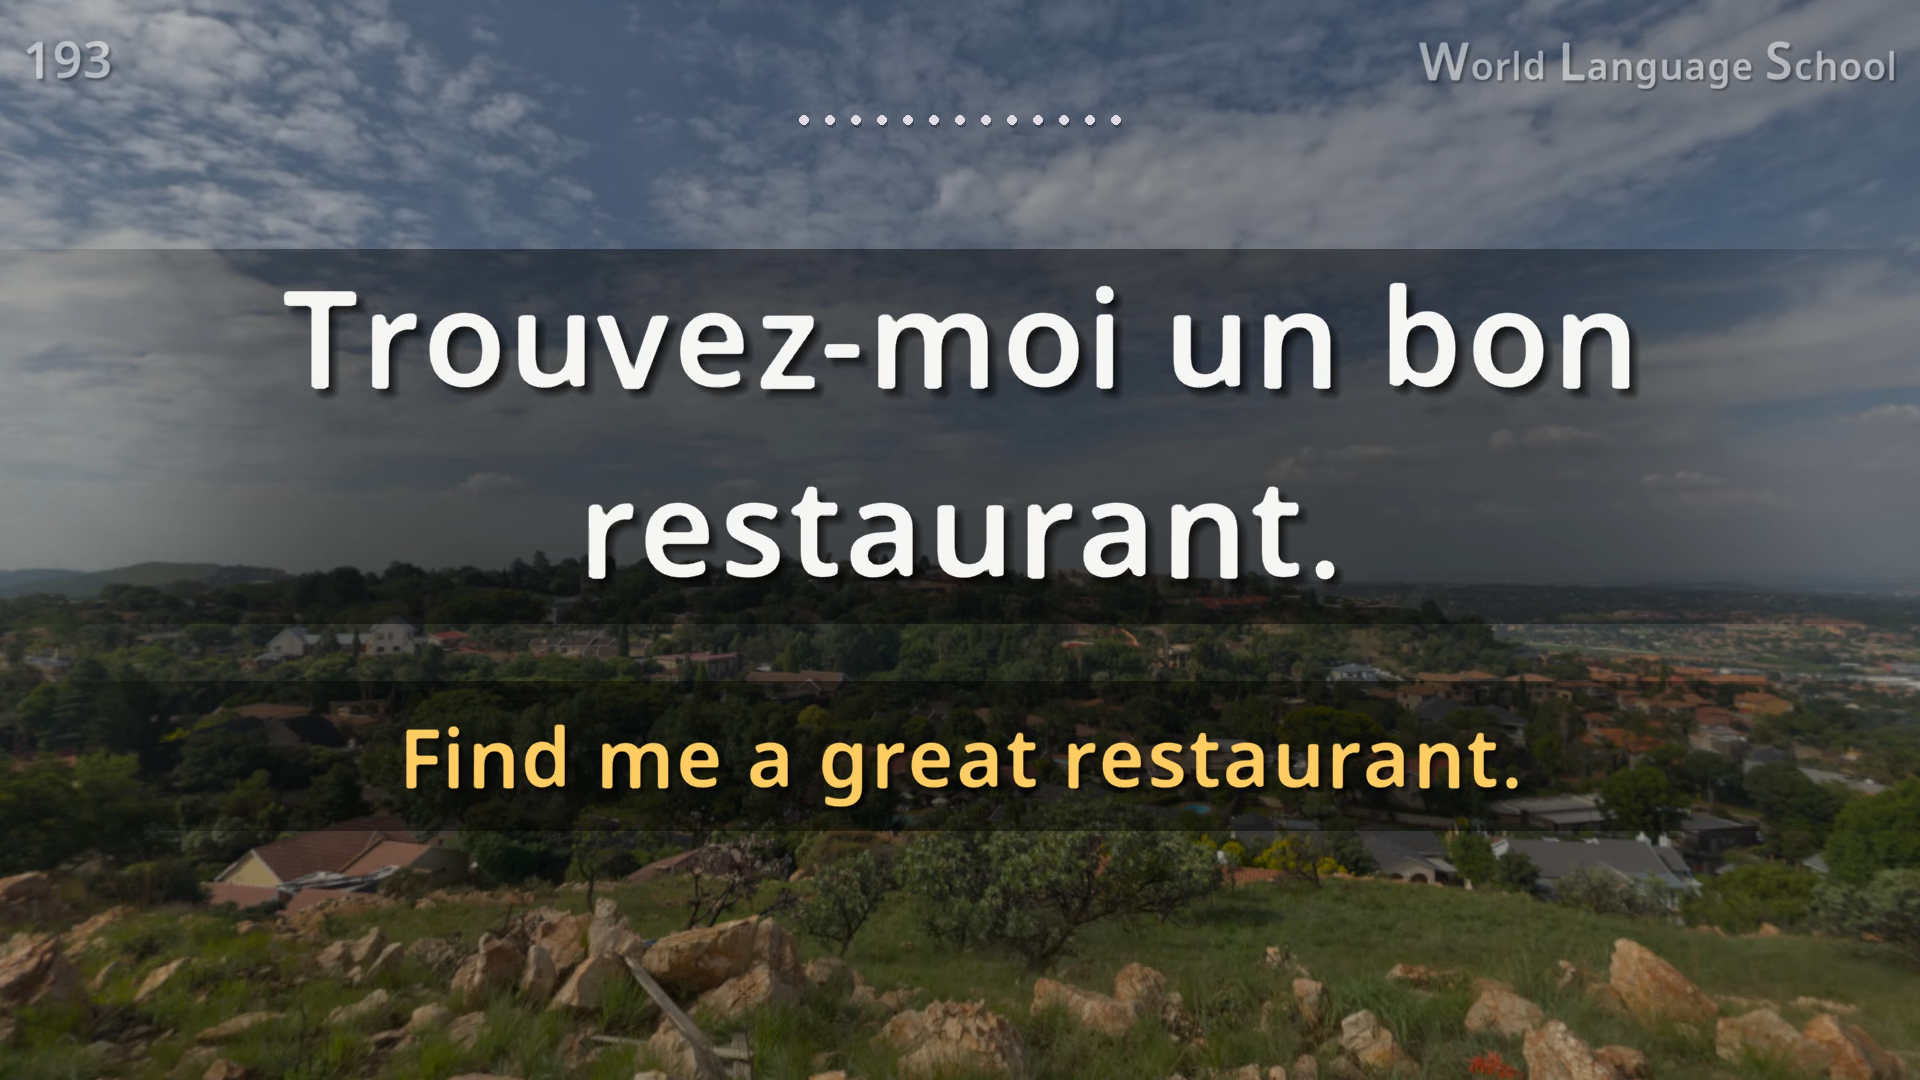 193
World Language School
Trouvez-moi un bon
restaurant.
Find me a great restaurant.